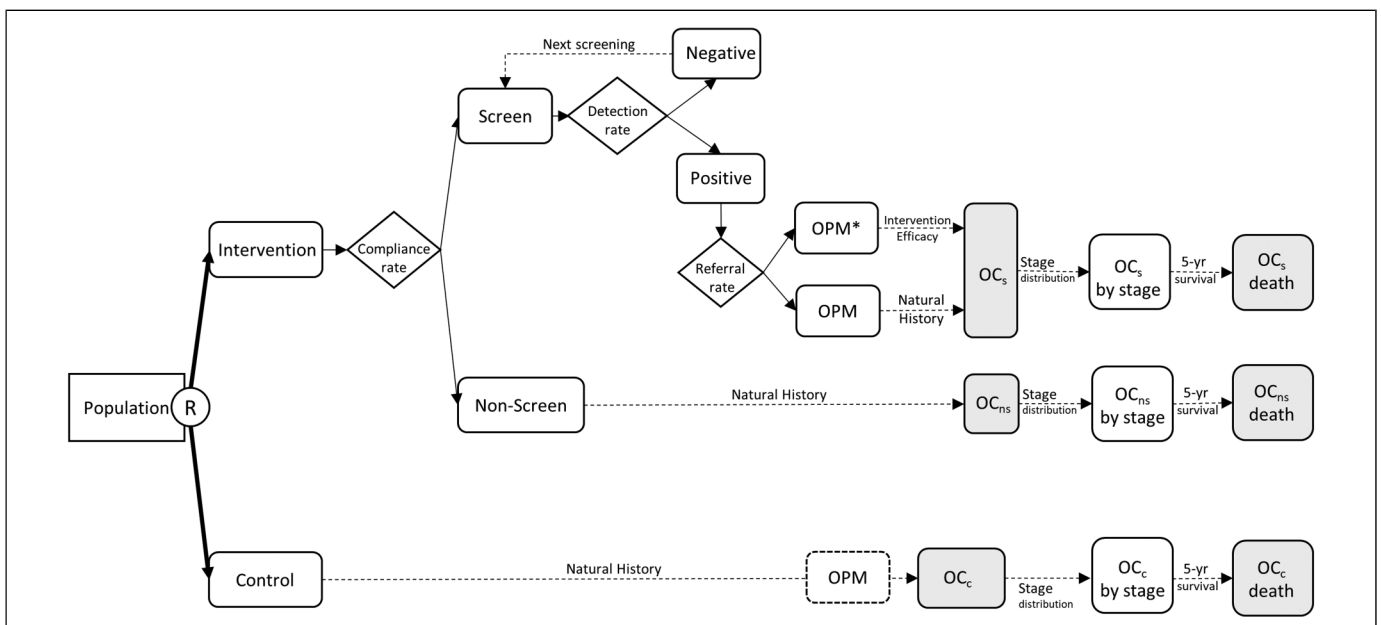 Next screening
Negative
Screen
Detection
rate
Positive
Intervention
Compliance
rate
OPM*
Intervention
Efficacy
Referral
rate
OPM
Natural
History
OCs
Stage
distribution
OCs
by stage
5-yr
survival
OCs
death
Population
R
Non-Screen
Natural History
OCns
Stage
distribution
OCns
by stage
5-yr
survival
OCns
death
Control
Natural History
OPM
OCc
Stage
distribution
OCc
by stage
5-yr
survival
OCc
death